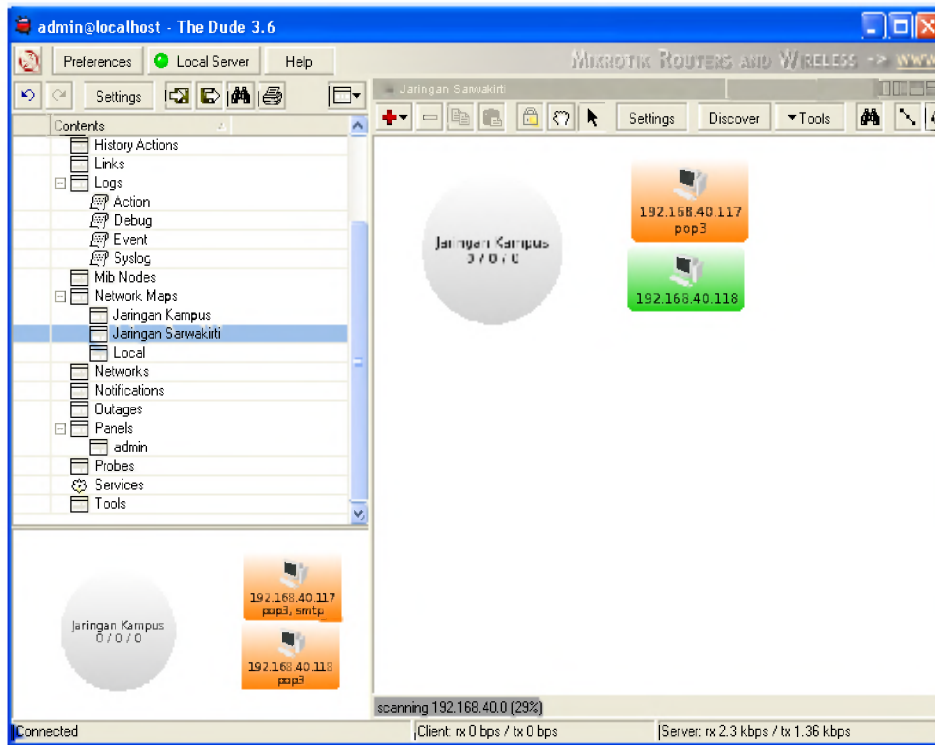 admin@localhost - The Dude 3.6
Preferences
Local Server
Help
MIKROTIK ROUTERS AND WIRELESS -> www
Settings
Jaringan Sarwakirti
Settings
Discover
Tools
Contents
History Actions
Links
Logs
Action
Debug
Event
Syslog
Mib Nodes
Network Maps
Jaringan Kampus
Jaringan Sarwakirti
Local
Networks
Notifications
Outages
Panels
admin
Probes
Services
Tools
Jaringan Kampus
0 / 0 / 0
192.168.40.117
pop3
192.168.40.118
Jaringan Kampus
0 / 0 / 0
192.168.40.117
pop3, smtp
192.168.40.118
pop3
scanning 192.168.40.0 (29%)
Connected
Client: rx 0 bps / tx 0 bps
Server: rx 2.3 kbps / tx 1.36 kbps